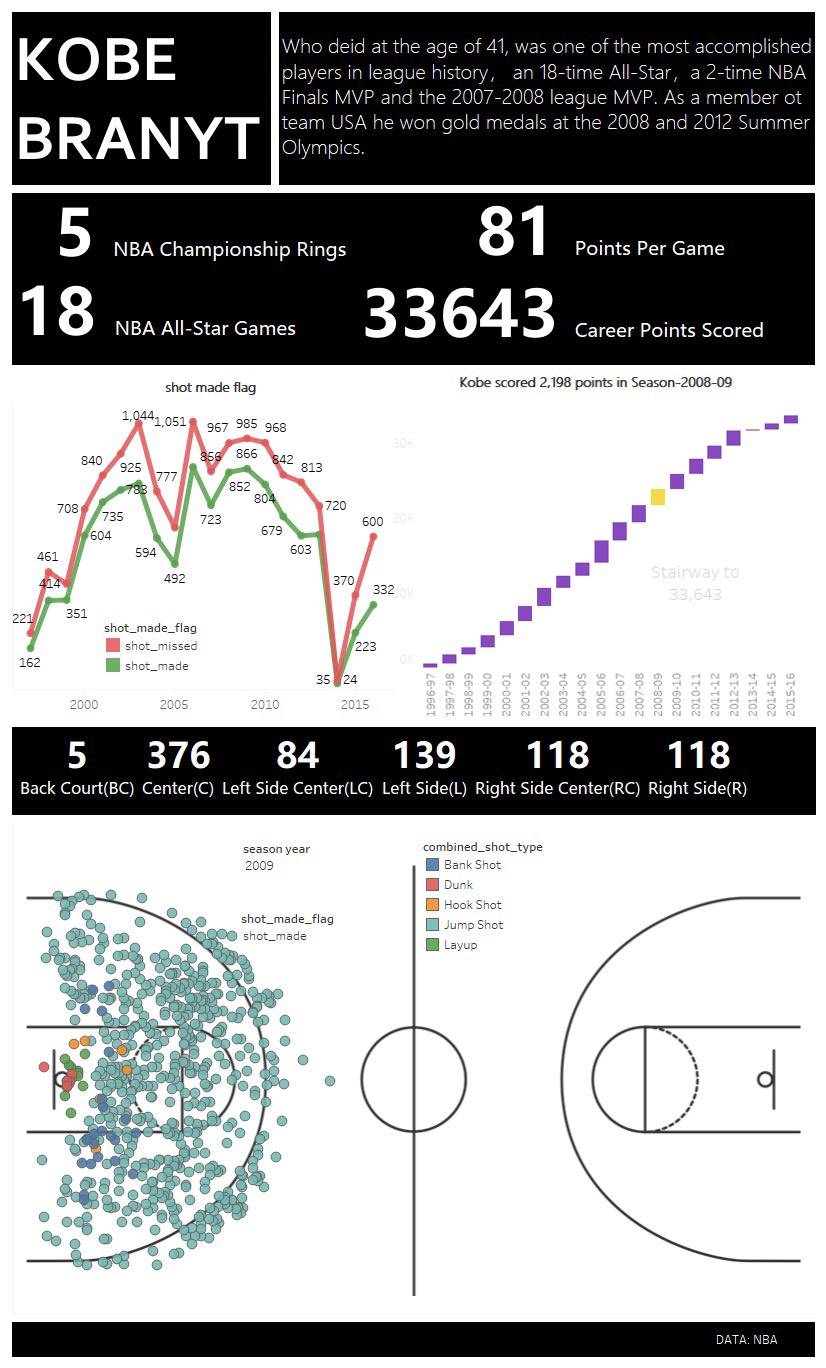 KOBE
BRANYT
Who deid at the age of 41, was one of the most accomplished
players in league history， an 18-time All-Star，a 2-time NBA
Finals MVP and the 2007-2008 league MVP. As a member ot
team USA he won gold medals at the 2008 and 2012 Summer
Olympics.
5 NBA Championship Rings
81 Points Per Game
18 NBA All-Star Games
33643 Career Points Scored
shot made flag
1,044 1,051 967 985 968
840 925 856 866 842 813
777 783 852 804
708 735 723 720
604 594 679 603 600
461 492
414 351 370 332
221 223
162 35 24
shot_made_flag
shot_missed
shot_made
2000 2005 2010 2015
Kobe scored 2,198 points in Season-2008-09
30K
20K
0K
Stairway to
33,643
1996-97
1997-98
1998-99
1999-00
2000-01
2001-02
2002-03
2003-04
2004-05
2005-06
2006-07
2007-08
2008-09
2009-10
2010-11
2011-12
2012-13
2013-14
2014-15
2015-16
5 376 84 139 118 118
Back Court(BC) Center(C) Left Side Center(LC) Left Side(L) Right Side Center(RC) Right Side(R)
season year
2009
shot_made_flag
shot_made
combined_shot_type
Bank Shot
Dunk
Hook Shot
Jump Shot
Layup
DATA: NBA